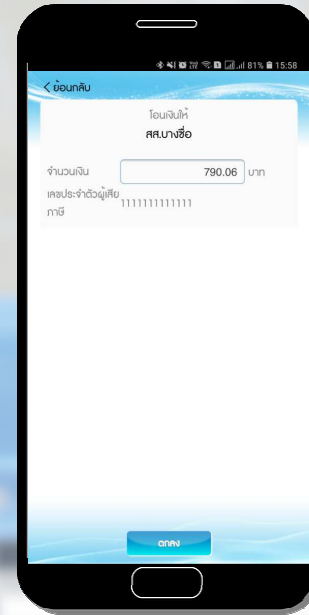 81% 15:58
< ย้อนกลับ
โอนเงินให้
สส.บางซื่อ
จำนวนเงิน 790.06 บาท
เลขประจำตัวผู้เสีย
ภาษี 1111111111111
ตกลง